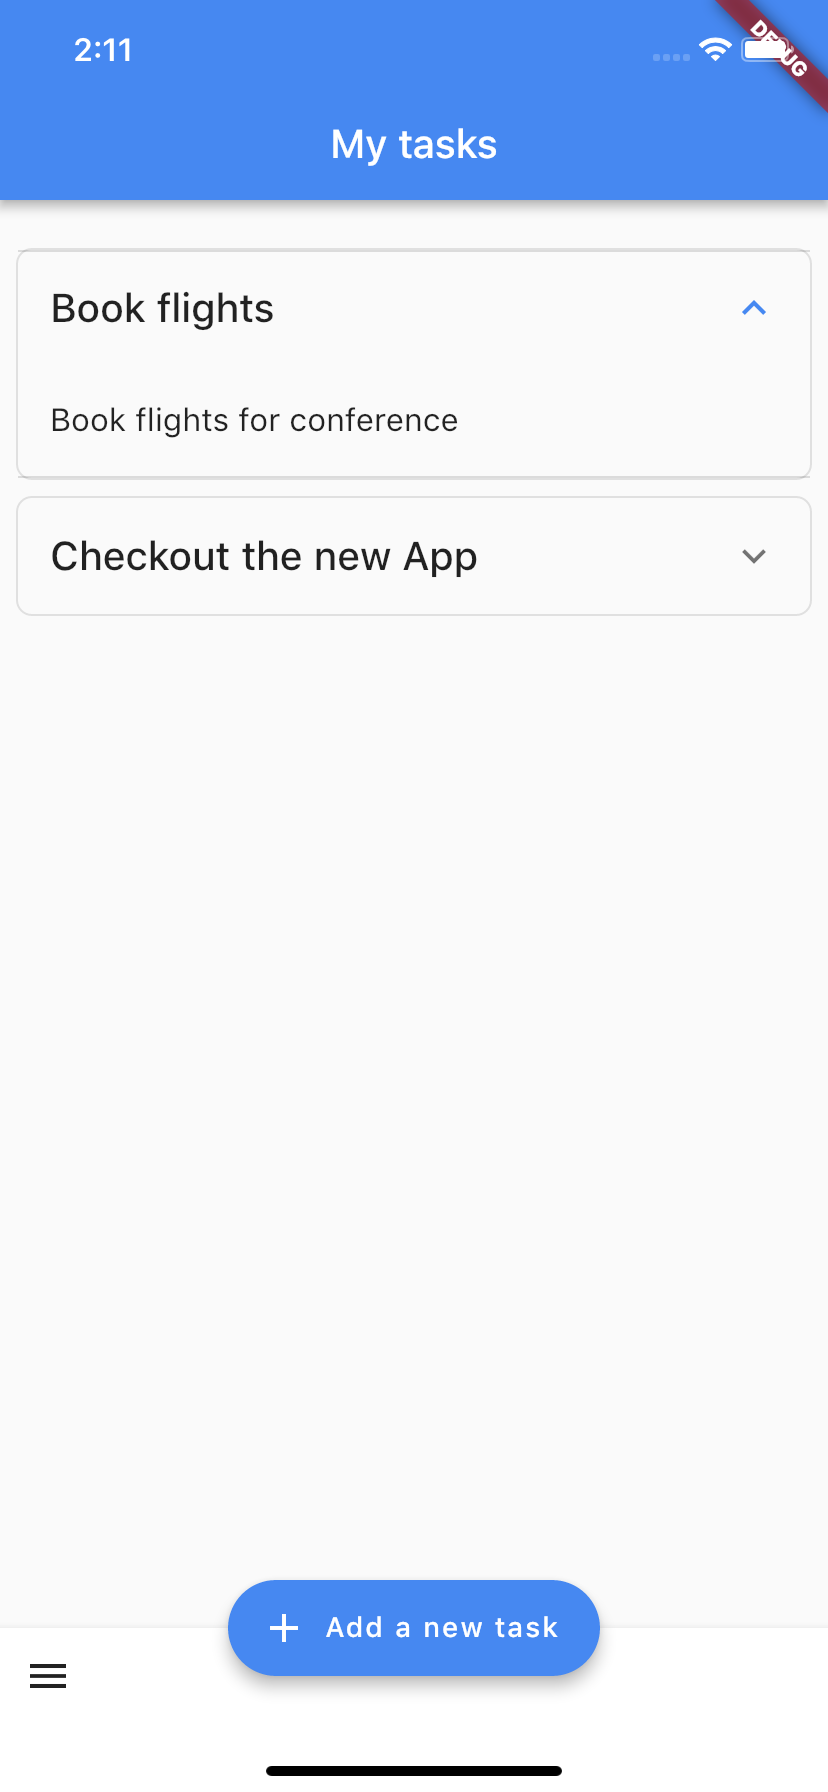 2:11
DEBUG
My tasks
Book flights
Book flights for conference
Checkout the new App
Add a new task